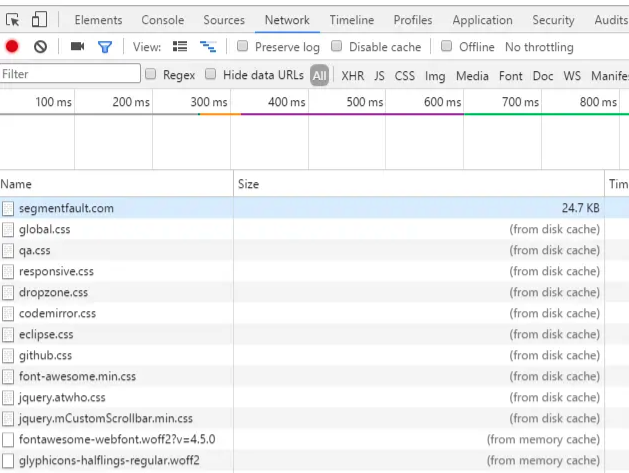 Elements Console Sources Network Timeline Profiles Application Security Audits
View: Preserve log Disable cache Offline No throttling
Filter Regex Hide data URLs All XHR JS CSS Img Media Font Doc WS Manifes
100 ms 200 ms 300 ms 400 ms 500 ms 600 ms 700 ms 800 ms
Name Size Tim
segmentfault.com 24.7 KB
global.css (from disk cache)
qa.css (from disk cache)
responsive.css (from disk cache)
dropzone.css (from disk cache)
codemirror.css (from disk cache)
eclipse.css (from disk cache)
github.css (from disk cache)
font-awesome.min.css (from disk cache)
jquery.atwho.css (from disk cache)
jquery.mCustomScrollbar.min.css (from disk cache)
fontawesome-webfont.woff2?v=4.5.0 (from memory cache)
glyphicons-halflings-regular.woff2 (from memory cache)